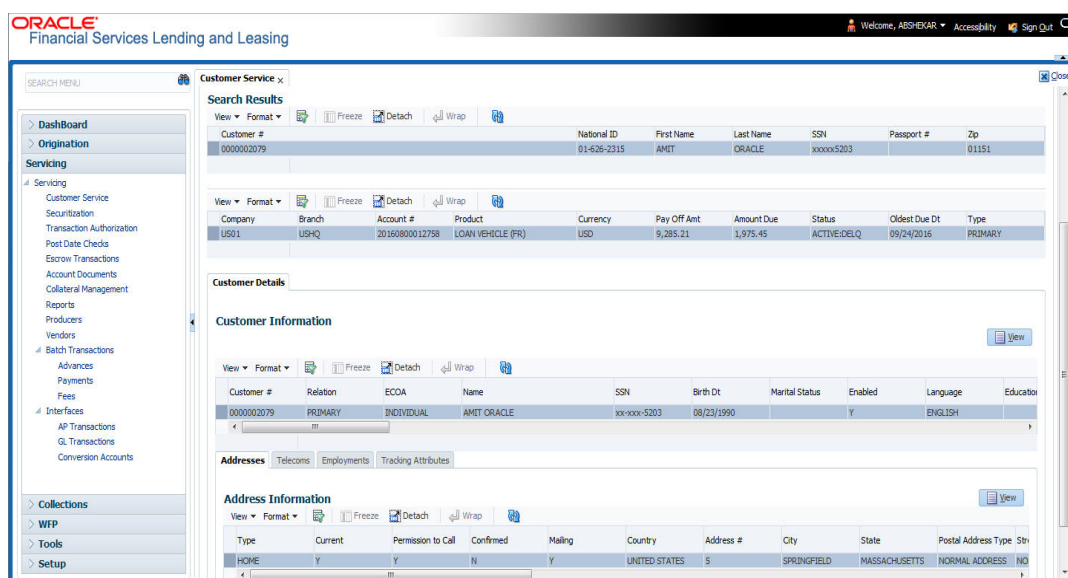 ORACLE
Financial Services Lending and Leasing
Welcome, ABSHEKAR Accessibility Sign Out
SEARCH MENU
DashBoard
Origination
Servicing
Servicing
Customer Service
Securitization
Transaction Authorization
Post Date Checks
Escrow Transactions
Account Documents
Collateral Management
Reports
Producers
Vendors
Batch Transactions
Advances
Payments
Fees
Interfaces
AP Transactions
GL Transactions
Conversion Accounts
Collections
WFP
Tools
Setup
Customer Service x
Close
Search Results
View Format Freeze Detach Wrap
Customer # National ID First Name Last Name SSN Passport # Zip
0000002079 01-626-2315 AMIT ORACLE xxxxx5203 01151
View Format Freeze Detach Wrap
Company Branch Account # Product Currency Pay Off Amt Amount Due Status Oldest Due Dt Type
US01 USHQ 20160800012758 LOAN VEHICLE (FR) USD 9,285.21 1,975.45 ACTIVE:DELQ 09/24/2016 PRIMARY
Customer Details
Customer Information
View
View Format Freeze Detach Wrap
Customer # Relation ECOA Name SSN Birth Dt Marital Status Enabled Language Education
0000002079 PRIMARY INDIVIDUAL AMIT ORACLE xx-xxx-5203 08/23/1990 Y ENGLISH
Addresses Telecoms Employments Tracking Attributes
Address Information
View
View Format Freeze Detach Wrap
Type Current Permission to Call Confirmed Mailing Country Address # City State Postal Address Type Stre
HOME Y Y N Y UNITED STATES 5 SPRINGFIELD MASSACHUSETTS NORMAL ADDRESS NO